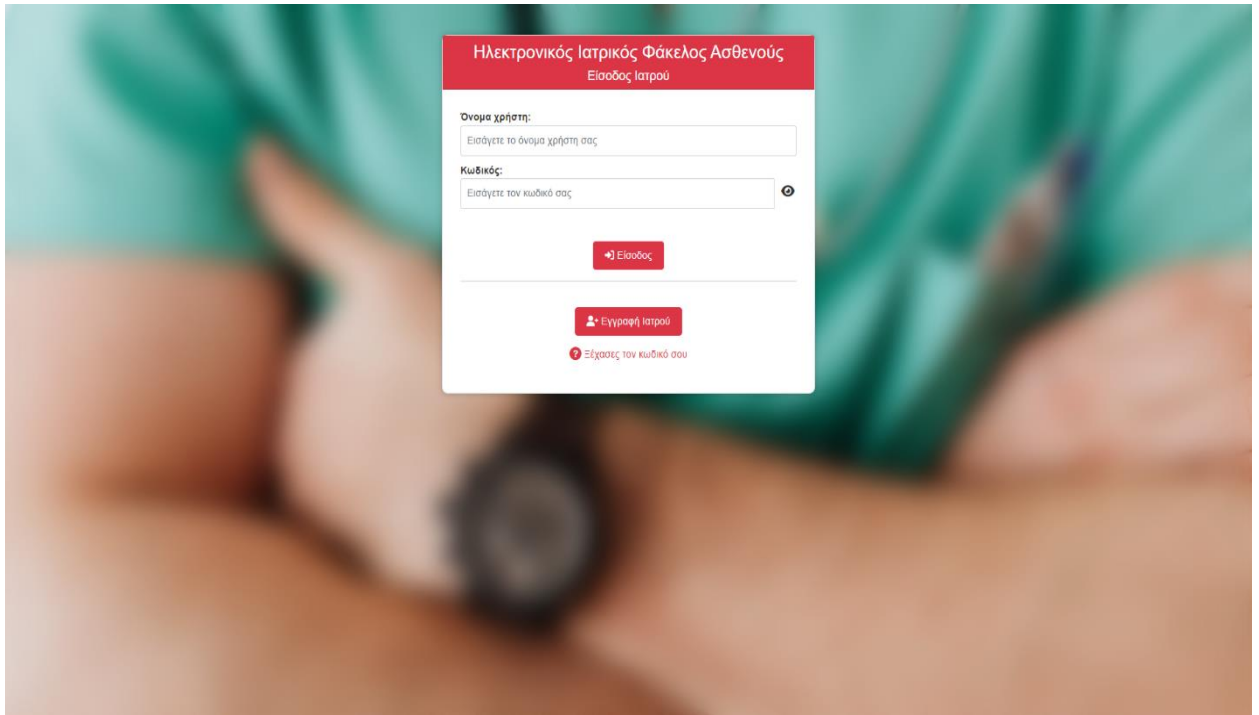 Ηλεκτρονικός Ιατρικός Φάκελος Ασθενούς
Είσοδος Ιατρού
Όνομα χρήστη:
Εισάγετε το όνομα χρήστη σας
Κωδικός:
Εισάγετε τον κωδικό σας
Είσοδος
Εγγραφή Ιατρού
Ξέχασες τον κωδικό σου